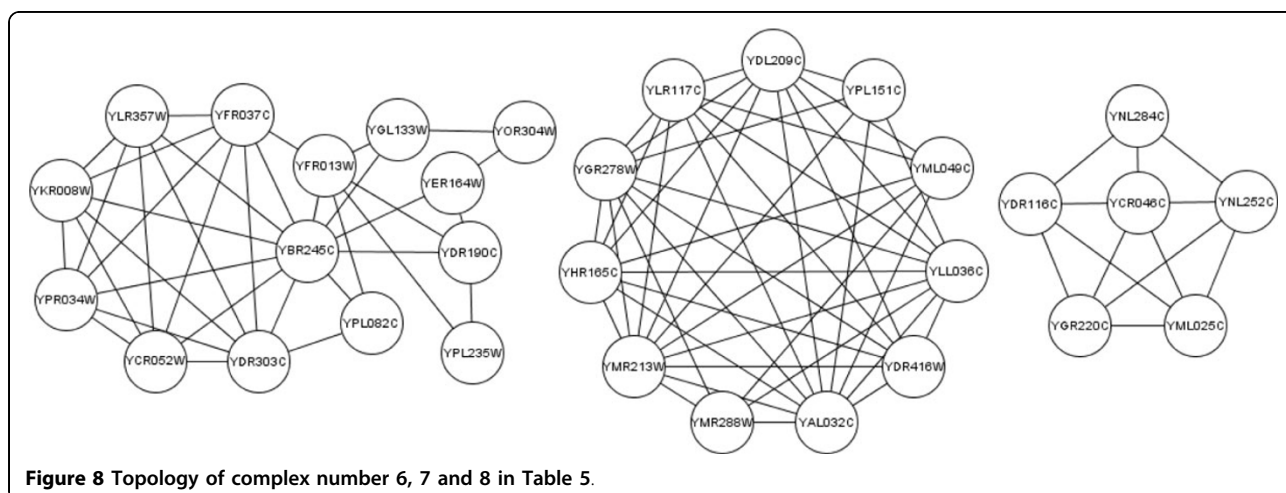 YLR357W
YFR037C
YGL133W
YOR304W
YFR013W
YER164W
YKR008W
YBR245C
YDR190C
YPR034W
YPL082C
YCR052W
YDR303C
YPL235W
YDL209C
YLR117C
YPL151C
YGR278W
YML049C
YHR165C
YLL036C
YMR213W
YDR416W
YMR288W
YAL032C
YNL284C
YDR116C
YCR046C
YNL252C
YGR220C
YML025C
Figure 8 Topology of complex number 6, 7 and 8 in Table 5.